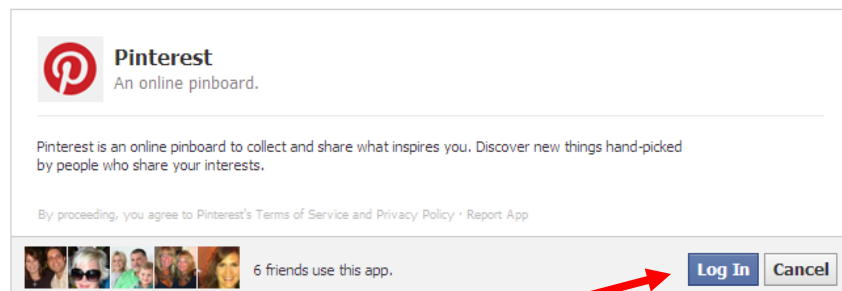 Pinterest
An online pinboard.
Pinterest is an online pinboard to collect and share what inspires you. Discover new things hand-picked
by people who share your interests.
By proceeding, you agree to Pinterest's Terms of Service and Privacy Policy · Report App
6 friends use this app.
Log In Cancel